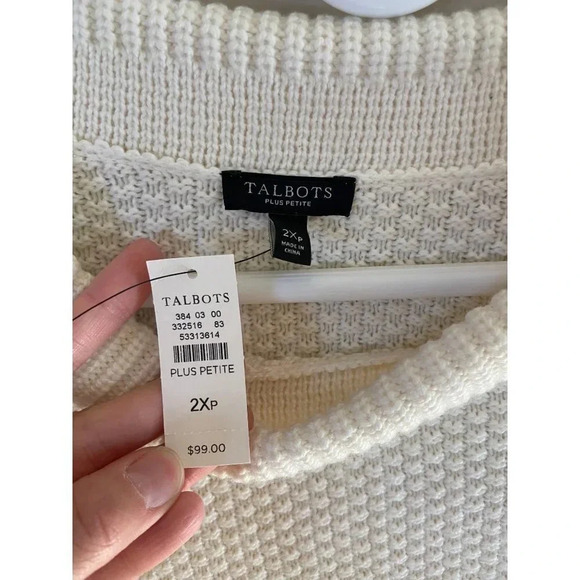 TALBOTS
PLUS PETITE
2XP
MADE IN
CHINA
TALBOTS
384 03 00
332516 83
53313614
PLUS PETITE
2XP
$99.00